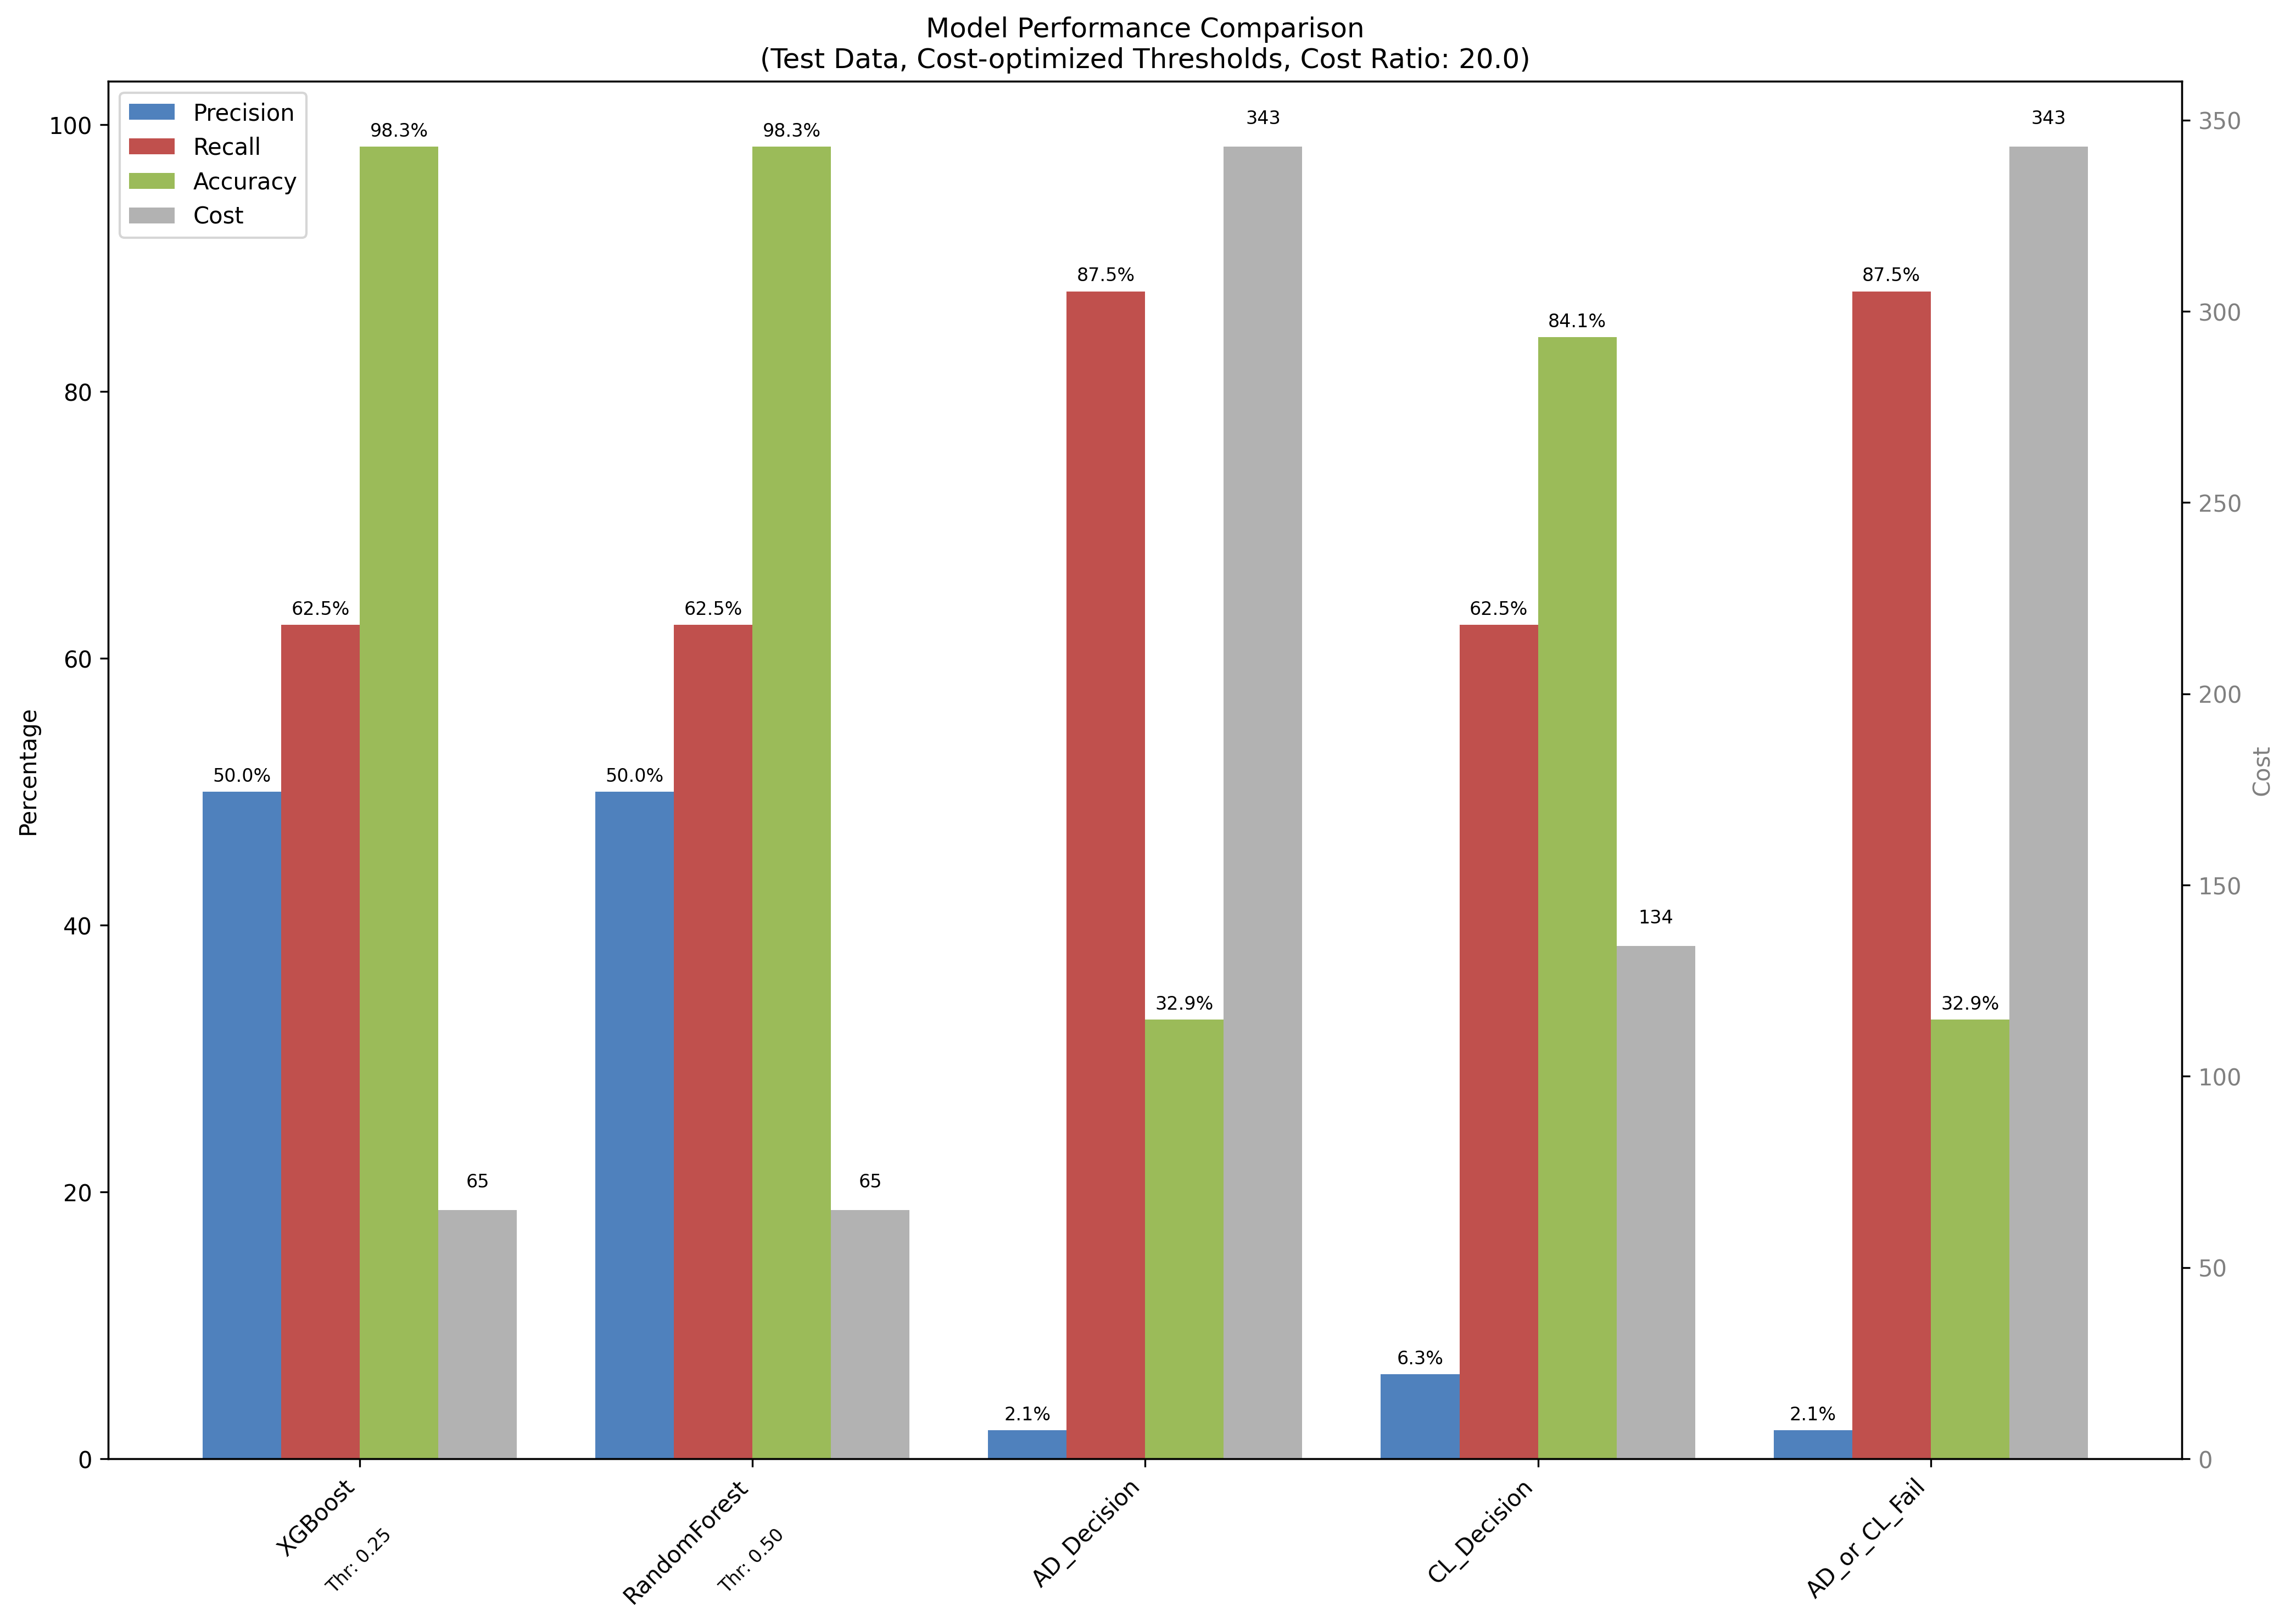 Model Performance Comparison
(Test Data, Cost-optimized Thresholds, Cost Ratio: 20.0)
Precision
Recall
Accuracy
Cost
Percentage
100
80
60
40
20
0
50.0%
62.5%
98.3%
65
50.0%
62.5%
98.3%
65
2.1%
87.5%
32.9%
343
6.3%
62.5%
84.1%
134
2.1%
87.5%
32.9%
343
350
300
250
200
150
100
50
0
Cost
XGBoost
Thr: 0.25
RandomForest
Thr: 0.50
AD_Decision
CL_Decision
AD_or_CL_Fail